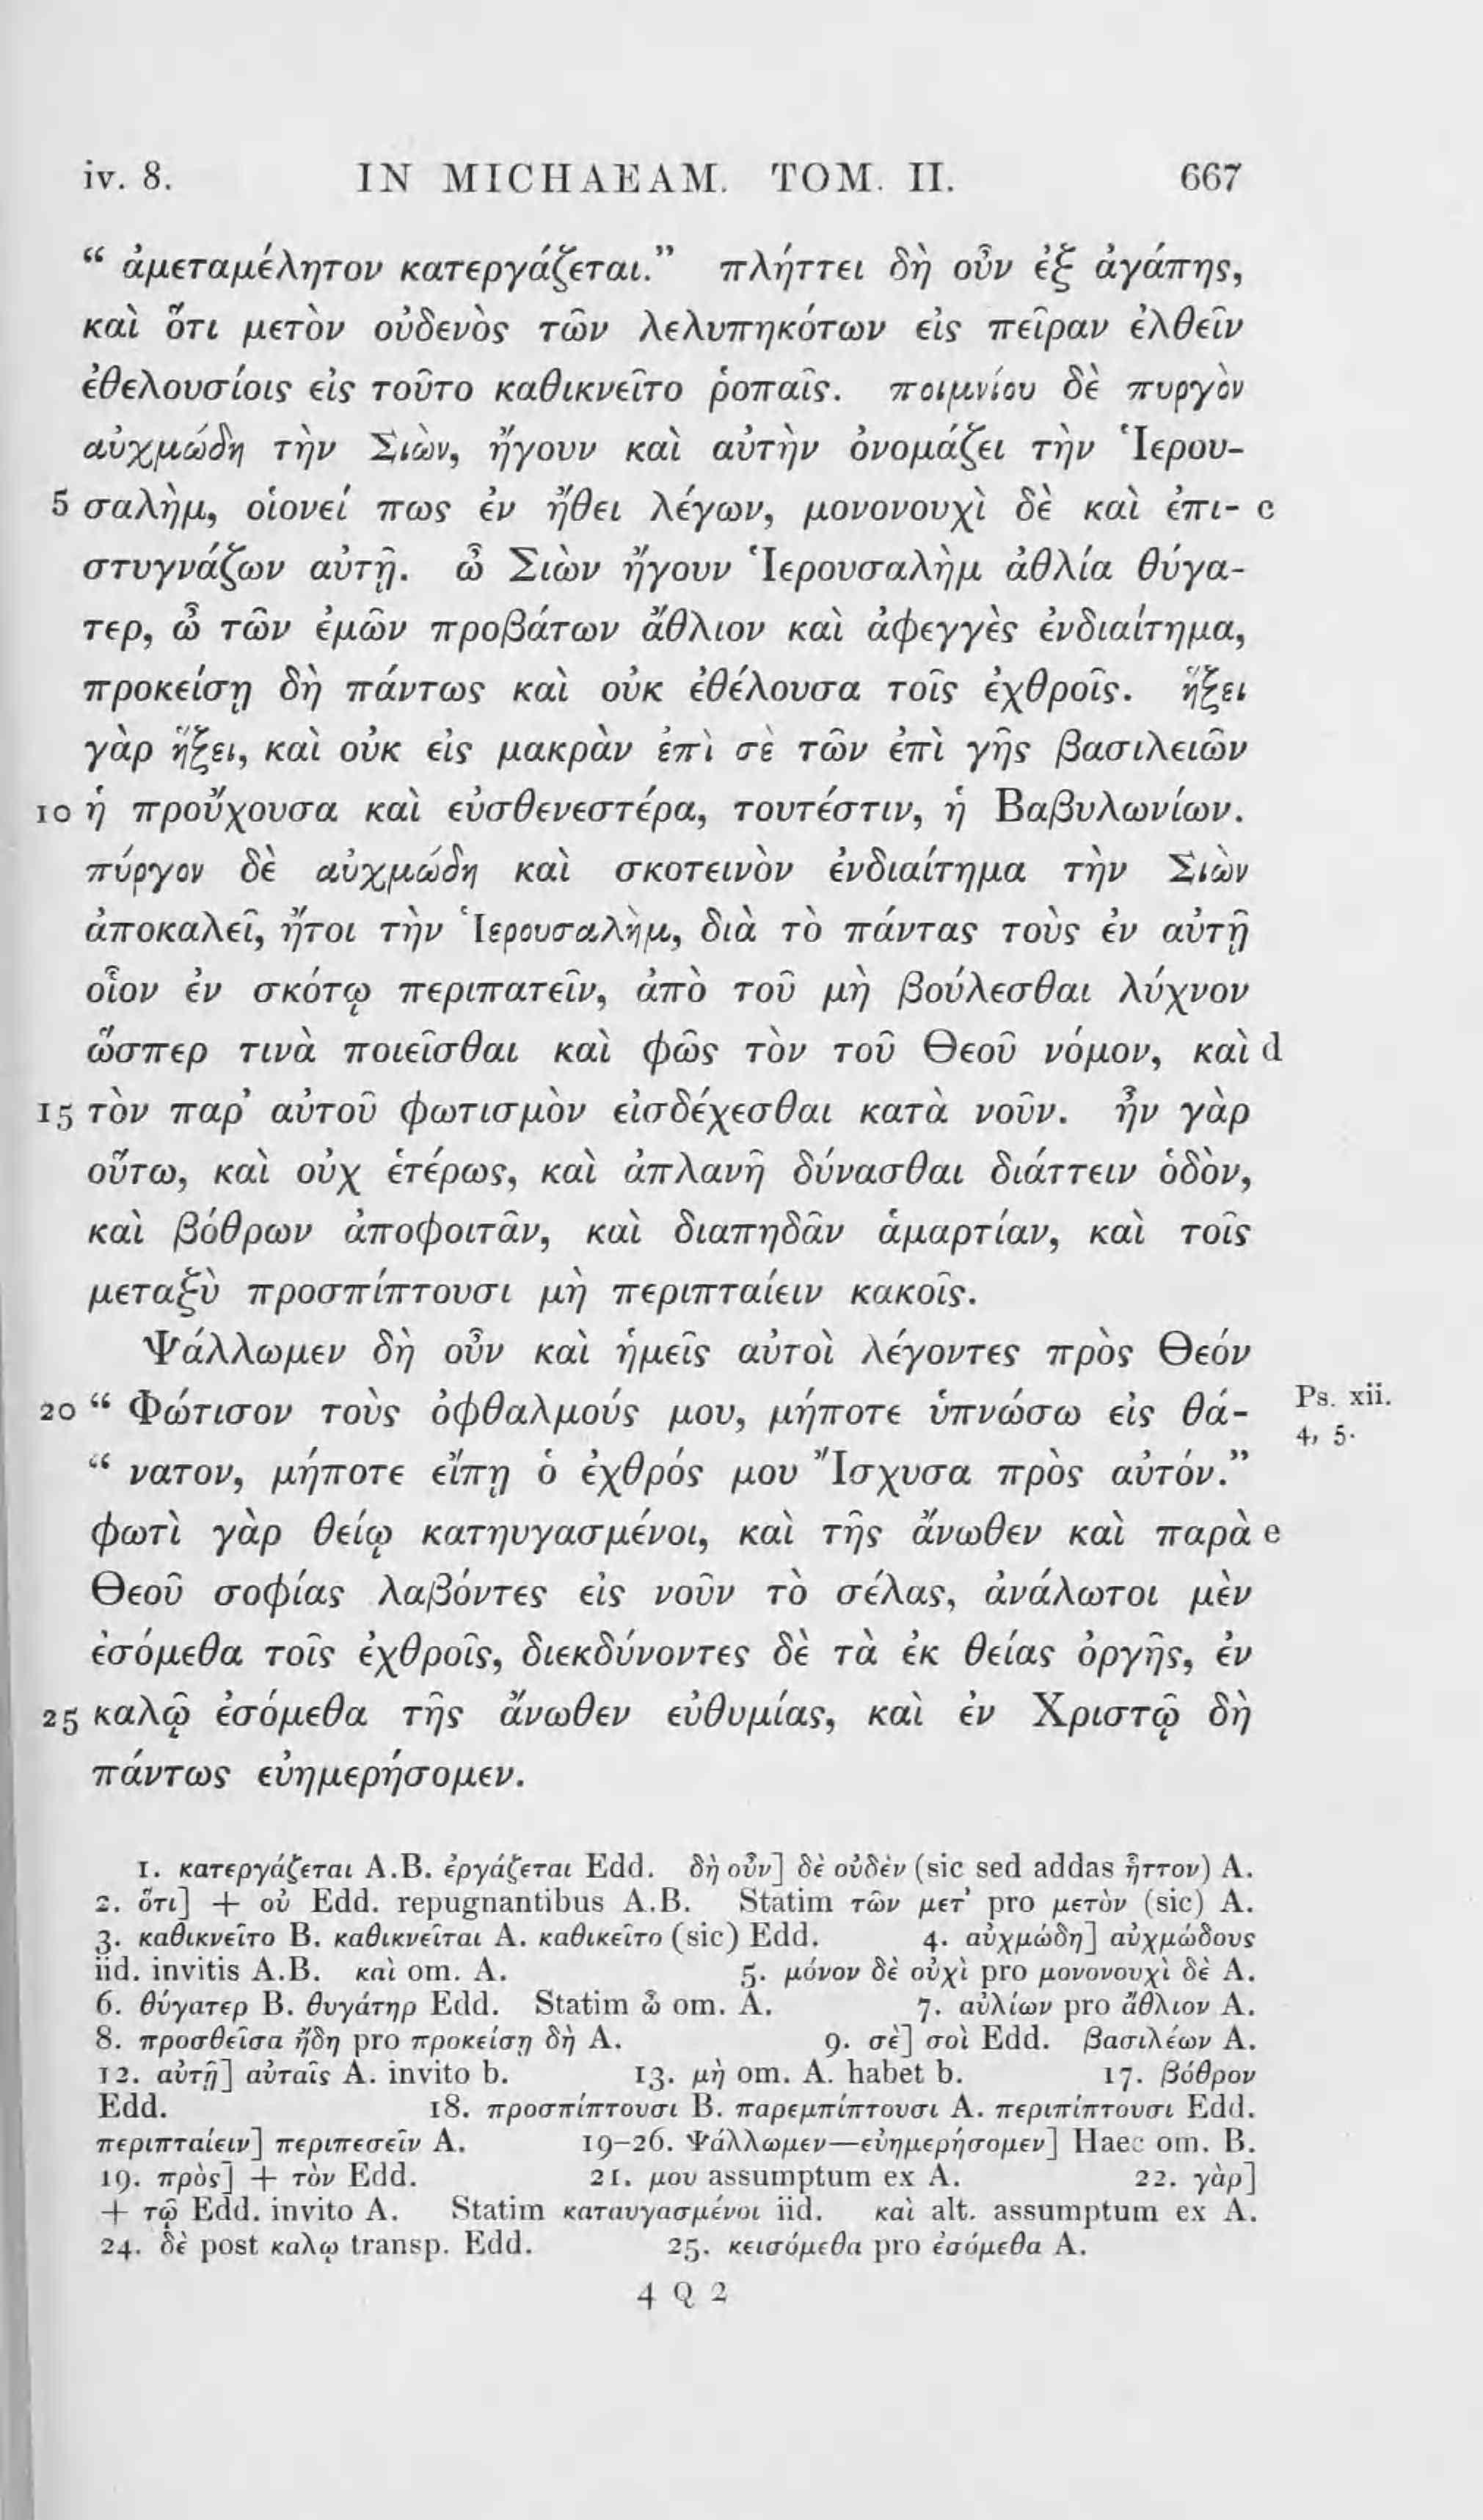 iv. 8. IN MICHAEAM. TOM. II. 667
“ ἀμεταμέλητον κατεργάζεται.” πλήττει δὴ οὖν ἐξ ἀγάπης,
καὶ ὅτι μετὸν οὐδενὸς τῶν λελυπηκότων εἰς πεῖραν ἐλθεῖν
ἐθελουσίοις εἰς τοῦτο καθικνεῖτο ῥοπαῖς. ποιμνίου δὲ πυργὸν
αὐχμώδη τὴν Σιὼν, ἤγουν καὶ αὐτὴν ὀνομάζει τὴν Ἱερου-
5 σαλὴμ, οἱονεί πως ἐν ἤθει λέγων, μονονουχὶ δὲ καὶ ἐπι- c
στυγνάζων αὐτῇ. ὦ Σιὼν ἤγουν Ἱερουσαλὴμ ἀθλία θύγα-
τερ, ὦ τῶν ἐμῶν προβάτων ἄθλιον καὶ ἀφεγγὲς ἐνδιαίτημα,
προκείσῃ δὴ πάντως καὶ οὐκ ἐθέλουσα τοῖς ἐχθροῖς. ἥξει
γὰρ ἥξει, καὶ οὐκ εἰς μακρὰν ἐπὶ σὲ τῶν ἐπὶ γῆς βασιλειῶν
10 ἡ προὔχουσα καὶ εὐσθενεστέρα, τουτέστιν, ἡ Βαβυλωνίων.
πύργον δὲ αὐχμώδη καὶ σκοτεινὸν ἐνδιαίτημα τὴν Σιὼν
ἀποκαλεῖ, ἤτοι τὴν Ἱερουσαλὴμ, διὰ τὸ πάντας τοὺς ἐν αὐτῇ
οἷον ἐν σκότῳ περιπατεῖν, ἀπὸ τοῦ μὴ βούλεσθαι λύχνον
ὥσπερ τινὰ ποιεῖσθαι καὶ φῶς τὸν τοῦ Θεοῦ νόμον, καὶ d
15 τὸν παρ’ αὐτοῦ φωτισμὸν εἰσδέχεσθαι κατὰ νοῦν. ἦν γὰρ
οὕτω, καὶ οὐχ ἑτέρως, καὶ ἀπλανῆ δύνασθαι διάττειν ὁδὸν,
καὶ βόθρων ἀποφοιτᾶν, καὶ διαπηδᾶν ἁμαρτίαν, καὶ τοῖς
μεταξὺ προσπίπτουσι μὴ περιπταίειν κακοῖς.
Ψάλλωμεν δὴ οὖν καὶ ἡμεῖς αὐτοὶ λέγοντες πρὸς Θεόν
20 “ Φώτισον τοὺς ὀφθαλμούς μου, μήποτε ὑπνώσω εἰς θά- Ps. xii.
“ νατον, μήποτε εἴπῃ ὁ ἐχθρός μου Ἴσχυσα πρὸς αὐτόν.” 4, 5.
φωτὶ γὰρ θείῳ κατηυγασμένοι, καὶ τῆς ἄνωθεν καὶ παρὰ e
Θεοῦ σοφίας λαβόντες εἰς νοῦν τὸ σέλας, ἀνάλωτοι μὲν
ἐσόμεθα τοῖς ἐχθροῖς, διεκδύνοντες δὲ τὰ ἐκ θείας ὀργῆς, ἐν
25 καλῷ ἐσόμεθα τῆς ἄνωθεν εὐθυμίας, καὶ ἐν Χριστῷ δὴ
πάντως εὐημερήσομεν.
1. κατεργάζεται A.B. ἐργάζεται Edd. δὴ οὖν] δὲ οὐδὲν (sic sed addas ἧττον) A.
2. ὅτι] + οὐ Edd. repugnantibus A.B. Statim τῶν μετ’ pro μετὸν (sic) A.
3. καθικνεῖτο B. καθικνεῖται A. καθικεῖτο (sic) Edd. 4. αὐχμώδη] αὐχμώδους
iid. invitis A.B. καὶ om. A. 5. μόνον δὲ οὐχὶ pro μονονουχὶ δὲ A.
6. θύγατερ B. θυγάτηρ Edd. Statim ὦ om. A. 7. αὐλίων pro ἄθλιον A.
8. προσθεῖσα ἤδη pro προκείσῃ δὴ A. 9. σὲ] σοὶ Edd. βασιλέων A.
12. αὐτῇ] αὐταῖς A. invito b. 13. μὴ om. A. habet b. 17. βόθρον
Edd. 18. προσπίπτουσι B. παρεμπίπτουσι A. περιπίπτουσι Edd.
περιπταίειν] περιπεσεῖν A. 19–26. Ψάλλωμεν—εὐημερήσομεν] Haec om. B.
19. πρὸς] + τὸν Edd. 21. μου assumptum ex A. 22. γὰρ]
+ τῷ Edd. invito A. Statim καταυγασμένοι iid. καὶ alt. assumptum ex A.
24. δὲ post καλῳ transp. Edd. 25. κεισόμεθα pro ἐσόμεθα A.
4 Q 2